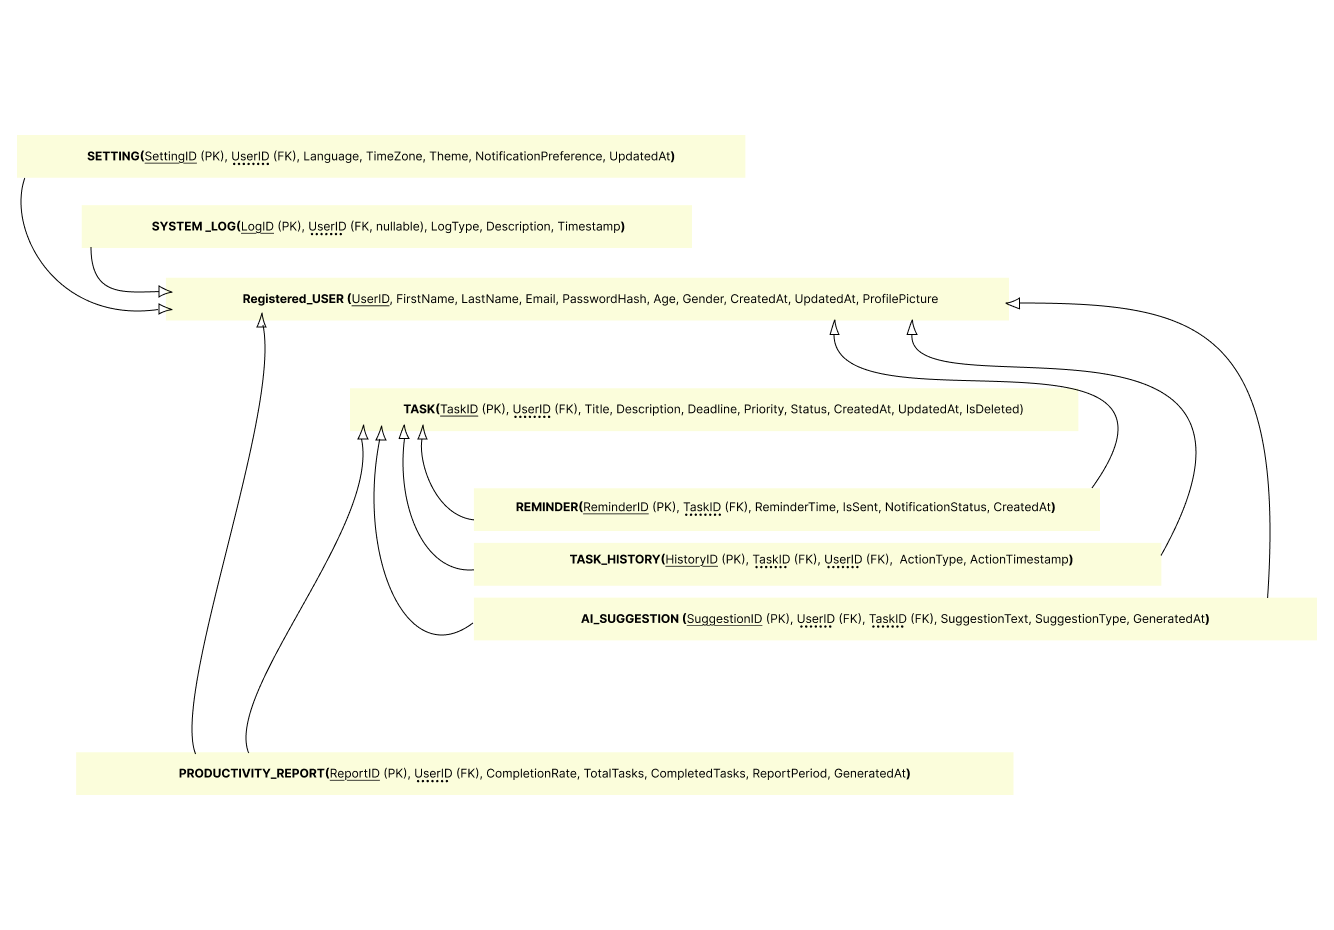 SETTING(SettingID (PK), UserID (FK), Language, TimeZone, Theme, NotificationPreference, UpdatedAt)
SYSTEM _LOG(LogID (PK), UserID (FK, nullable), LogType, Description, Timestamp)
Registered_USER (UserID, FirstName, LastName, Email, PasswordHash, Age, Gender, CreatedAt, UpdatedAt, ProfilePicture
TASK(TaskID (PK), UserID (FK), Title, Description, Deadline, Priority, Status, CreatedAt, UpdatedAt, IsDeleted)
REMINDER(ReminderID (PK), TaskID (FK), ReminderTime, IsSent, NotificationStatus, CreatedAt)
TASK_HISTORY(HistoryID (PK), TaskID (FK), UserID (FK),  ActionType, ActionTimestamp)
AI_SUGGESTION (SuggestionID (PK), UserID (FK), TaskID (FK), SuggestionText, SuggestionType, GeneratedAt)
PRODUCTIVITY_REPORT(ReportID (PK), UserID (FK), CompletionRate, TotalTasks, CompletedTasks, ReportPeriod, GeneratedAt)